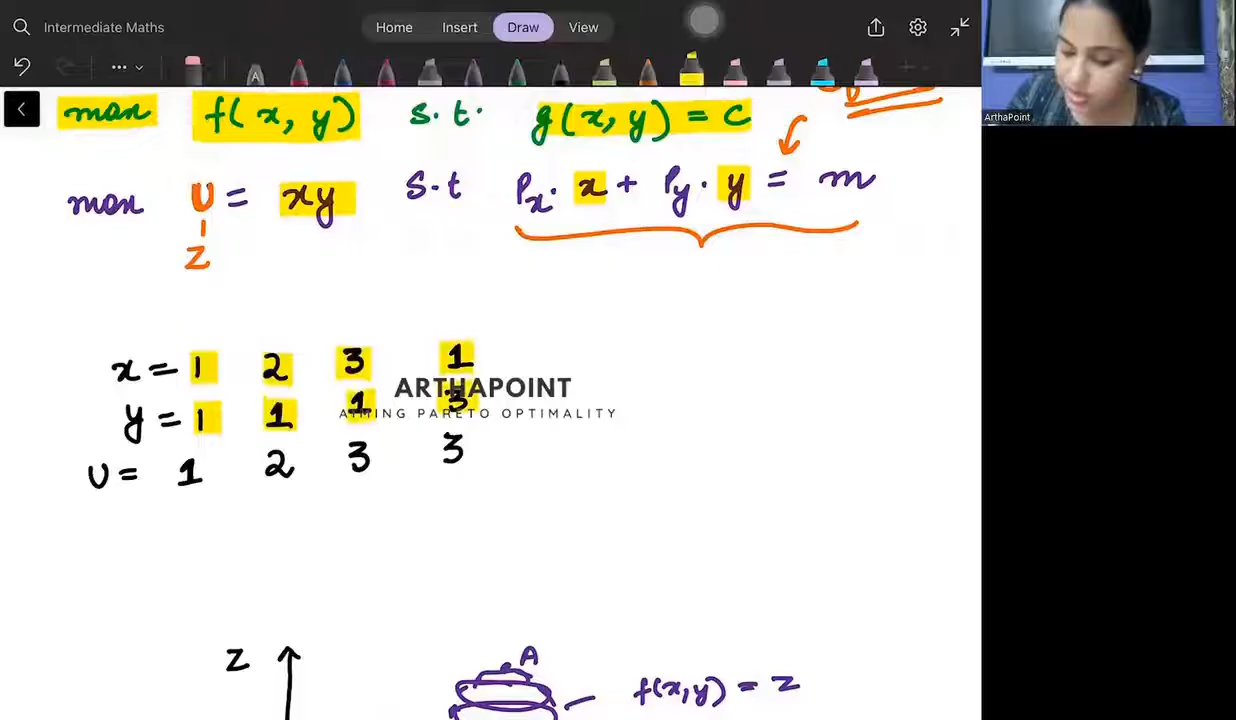 Intermediate Maths
Home Insert Draw View
max f(x, y) s.t. g(x, y) = c
max U = xy s.t Px. x + Py. y = m
Z
ArthaPoint
x = 1 2 3 1
ARTHAPOINT
y = 1 1 1 3
AIMING PARETO OPTIMALITY
U = 1 2 3 3
Z
A
f(x,y) = z